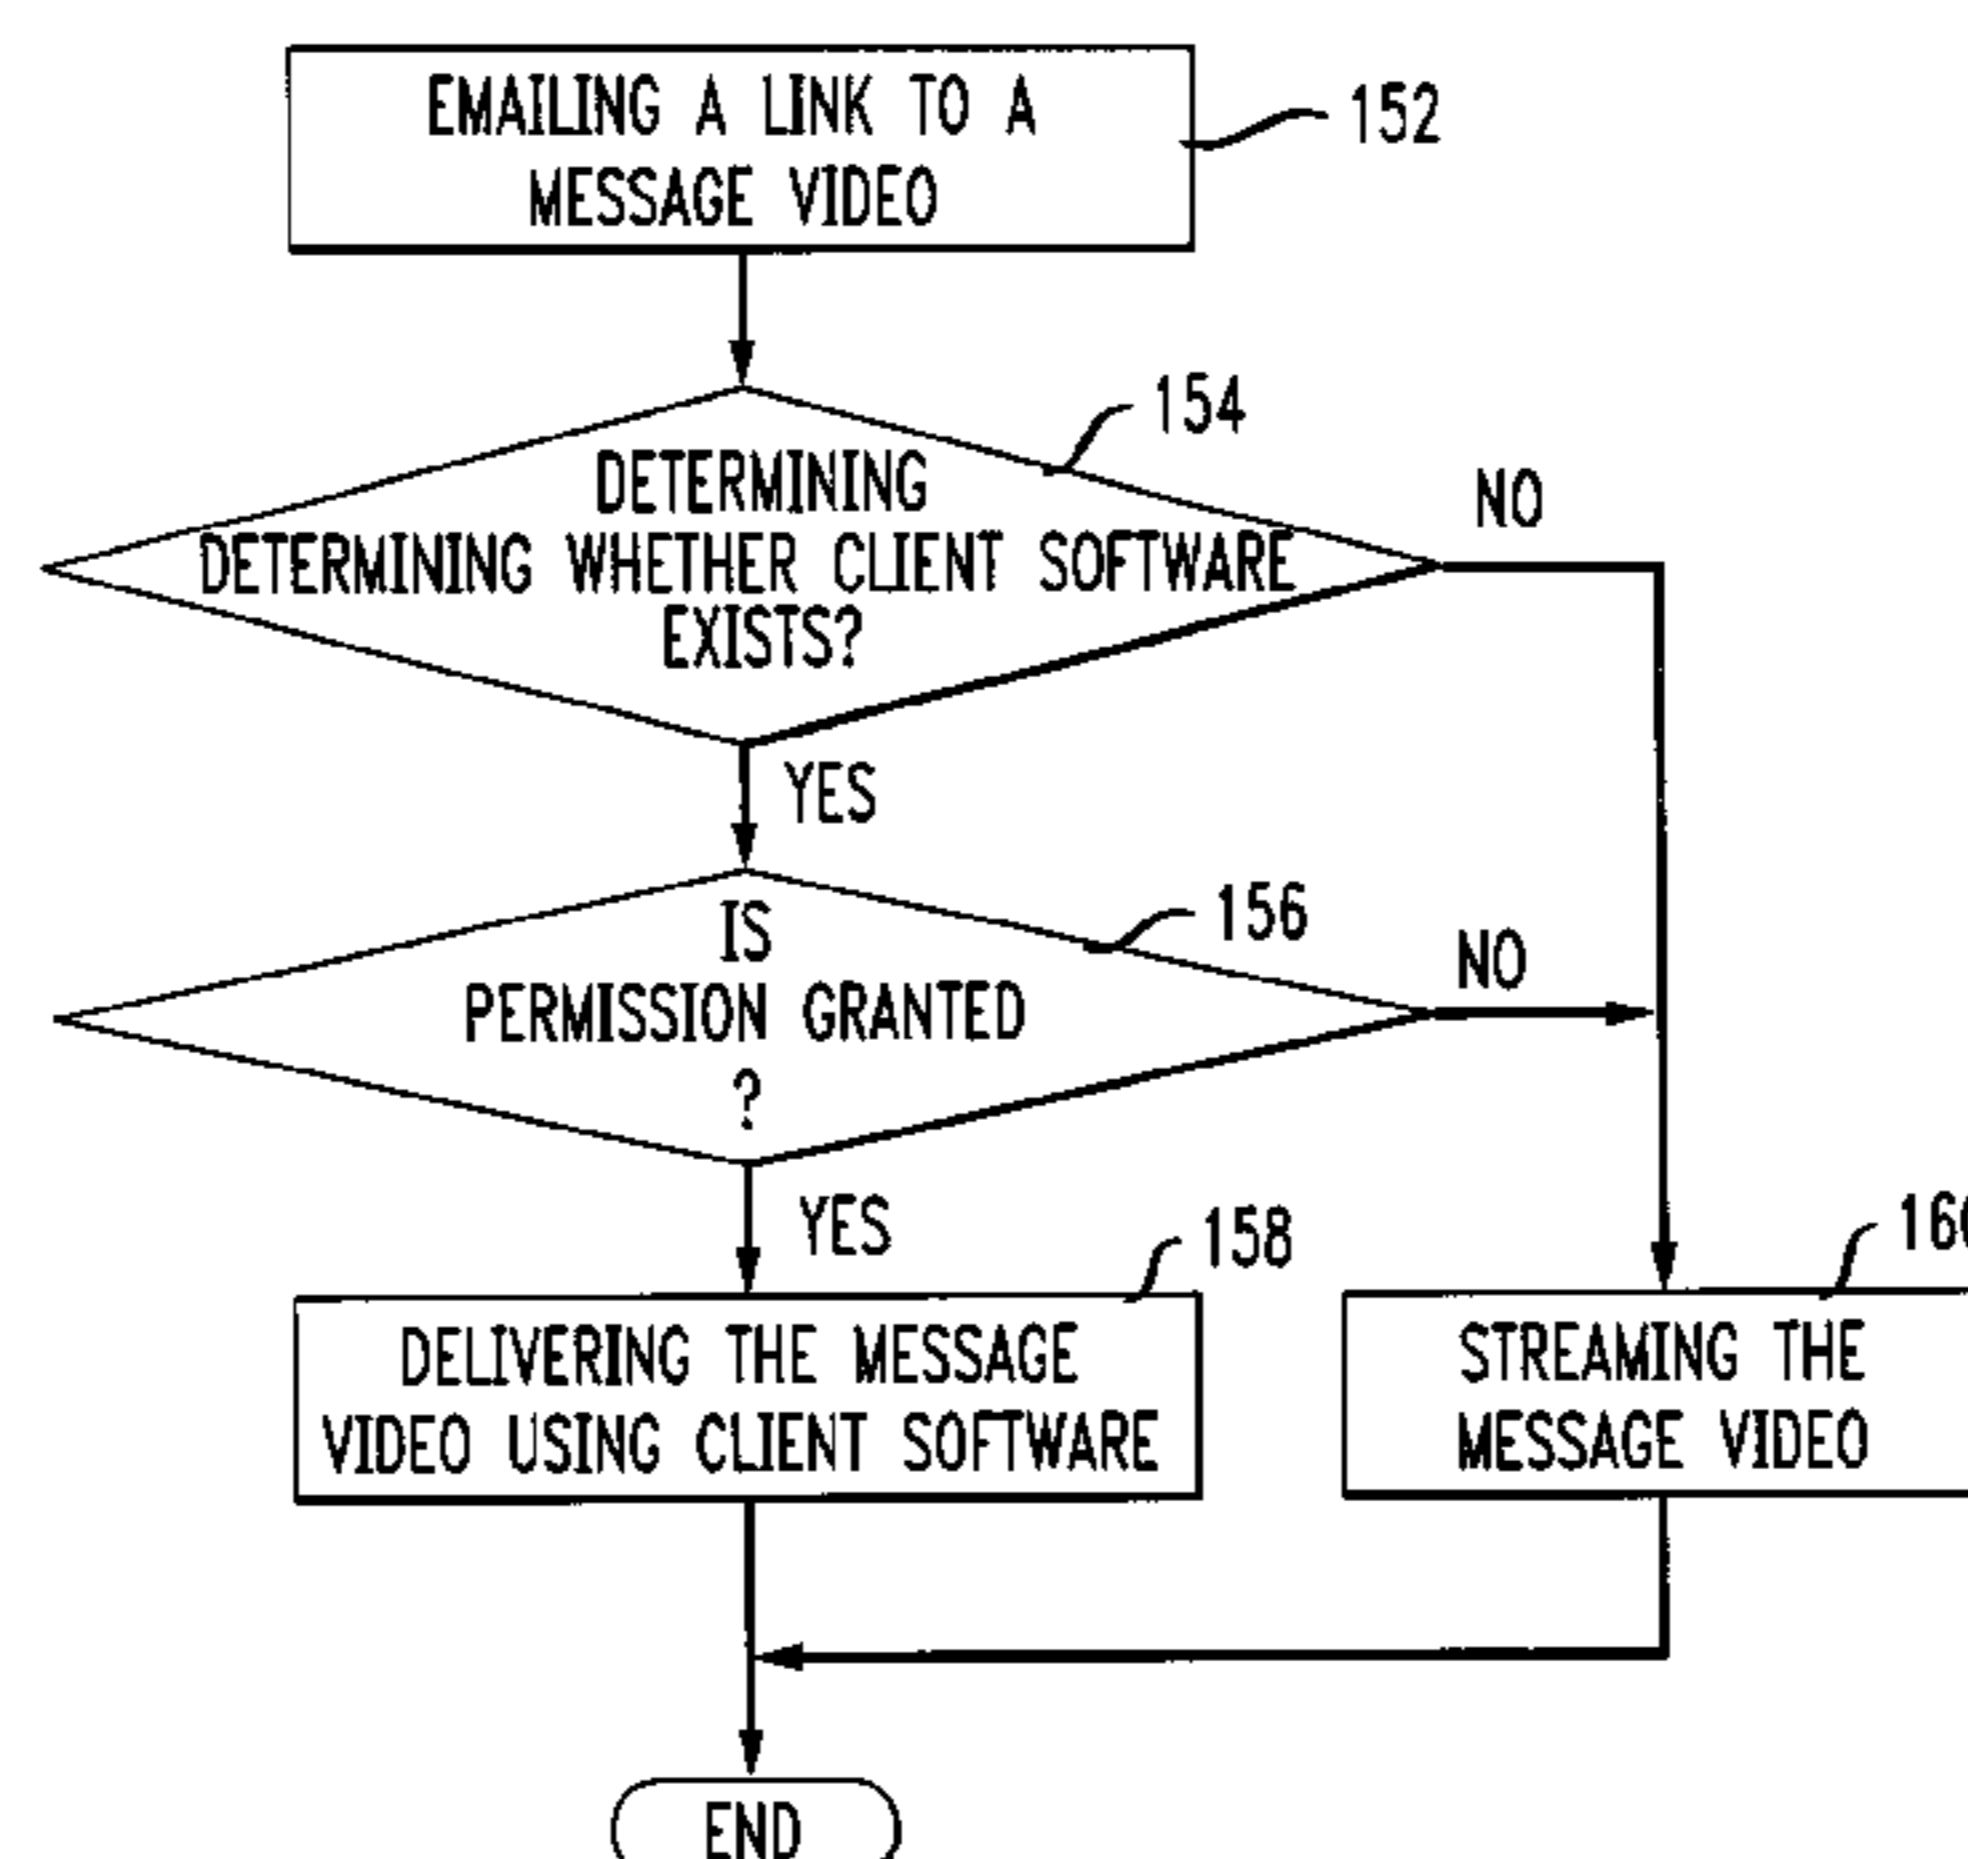 EMAILING A LINK TO A
MESSAGE VIDEO
152
154
DETERMINING
DETERMINING WHETHER CLIENT SOFTWARE
EXISTS?
NO
YES
156
IS
PERMISSION GRANTED
?
NO
YES
158
DELIVERING THE MESSAGE
VIDEO USING CLIENT SOFTWARE
STREAMING THE
MESSAGE VIDEO
END